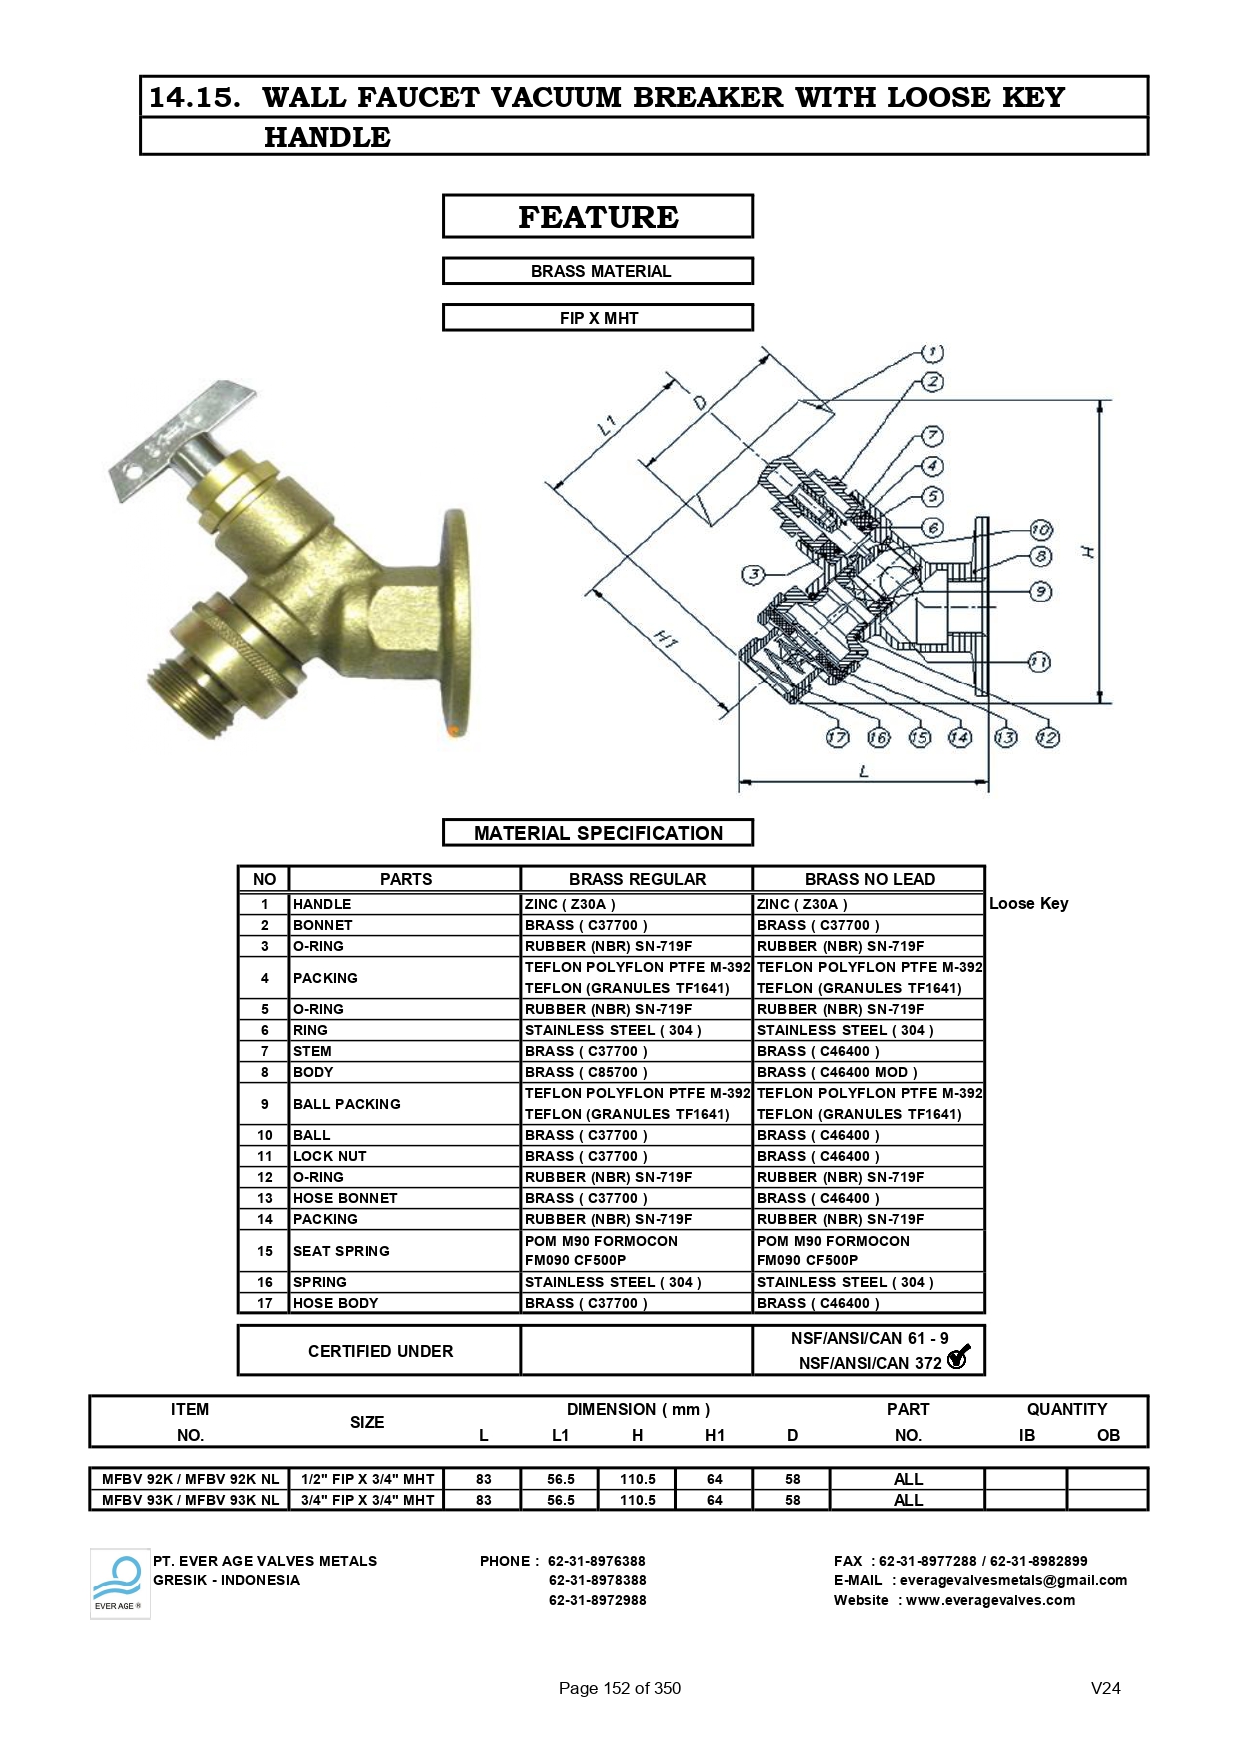 14.15. WALL FAUCET VACUUM BREAKER WITH LOOSE KEY
HANDLE
FEATURE
BRASS MATERIAL
FIP X MHT
1
2
7
4
5
6
10
8
9
3
11
17 16 15 14 13 12
L1
D
H
H1
L
MATERIAL SPECIFICATION
NO PARTS BRASS REGULAR BRASS NO LEAD
1 HANDLE ZINC ( Z30A ) ZINC ( Z30A ) Loose Key
2 BONNET BRASS ( C37700 ) BRASS ( C37700 )
3 O-RING RUBBER (NBR) SN-719F RUBBER (NBR) SN-719F
4 PACKING TEFLON POLYFLON PTFE M-392 TEFLON POLYFLON PTFE M-392
TEFLON (GRANULES TF1641) TEFLON (GRANULES TF1641)
5 O-RING RUBBER (NBR) SN-719F RUBBER (NBR) SN-719F
6 RING STAINLESS STEEL ( 304 ) STAINLESS STEEL ( 304 )
7 STEM BRASS ( C37700 ) BRASS ( C46400 )
8 BODY BRASS ( C85700 ) BRASS ( C46400 MOD )
9 BALL PACKING TEFLON POLYFLON PTFE M-392 TEFLON POLYFLON PTFE M-392
TEFLON (GRANULES TF1641) TEFLON (GRANULES TF1641)
10 BALL BRASS ( C37700 ) BRASS ( C46400 )
11 LOCK NUT BRASS ( C37700 ) BRASS ( C46400 )
12 O-RING RUBBER (NBR) SN-719F RUBBER (NBR) SN-719F
13 HOSE BONNET BRASS ( C37700 ) BRASS ( C46400 )
14 PACKING RUBBER (NBR) SN-719F RUBBER (NBR) SN-719F
15 SEAT SPRING POM M90 FORMOCON POM M90 FORMOCON
FM090 CF500P FM090 CF500P
16 SPRING STAINLESS STEEL ( 304 ) STAINLESS STEEL ( 304 )
17 HOSE BODY BRASS ( C37700 ) BRASS ( C46400 )
CERTIFIED UNDER NSF/ANSI/CAN 61 - 9
NSF/ANSI/CAN 372
ITEM SIZE DIMENSION ( mm ) PART QUANTITY
NO. L L1 H H1 D NO. IB OB
MFBV 92K / MFBV 92K NL 1/2" FIP X 3/4" MHT 83 56.5 110.5 64 58 ALL
MFBV 93K / MFBV 93K NL 3/4" FIP X 3/4" MHT 83 56.5 110.5 64 58 ALL
PT. EVER AGE VALVES METALS PHONE : 62-31-8976388 FAX : 62-31-8977288 / 62-31-8982899
GRESIK - INDONESIA 62-31-8978388 E-MAIL : everagevalvesmetals@gmail.com
62-31-8972988 Website : www.everagevalves.com
EVER AGE ®
Page 152 of 350 V24